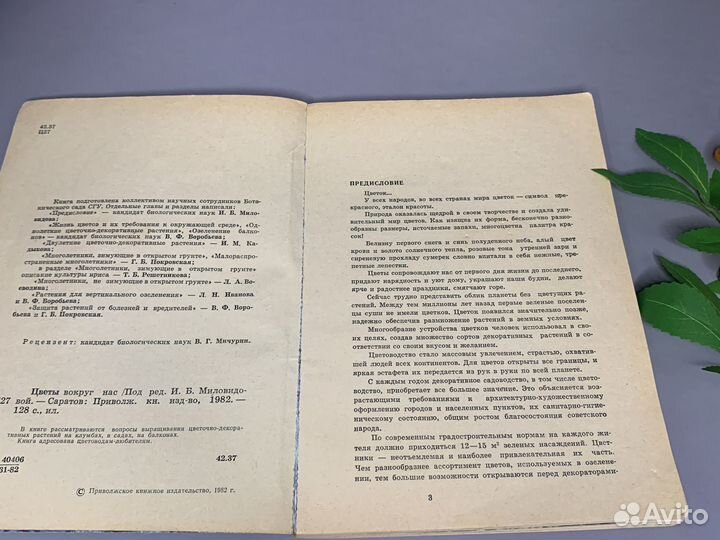 42.37
Ц27
Книга подготовлена коллективом научных сотрудников Бота-
нического сада СГУ. Отдельные главы и разделы написали:
«Предисловие» — кандидат биологических наук И. Б. Мило-
видова;
«Жизнь цветов и их требования к окружающей среде», «Од-
нолетние цветочно-декоративные растения», «Озеленение балко-
нов» — кандидат биологических наук В. Ф. Воробьева;
«Двулетние цветочно-декоративные растения» — И. М. Ка-
дыкова;
«Многолетники, зимующие в открытом грунте», «Малораспро-
страненные многолетники» — Г. Б. Покровская;
в разделе «Многолетники, зимующие в открытом грунте»
описание культуры ириса — Т. Б. Решетникова;
«Многолетники, не зимующие в открытом грунте» — Л. А. Во-
еводина;
«Растения для вертикального озеленения» — Л. Н. Иванова
и В. Ф. Воробьева;
«Защита растений от болезней и вредителей» — В. Ф. Воро-
бьева и Г. Б. Покровская.
Рецензент: кандидат биологических наук В. Г. Мичурин.
Цветы вокруг нас /Под ред. И. Б. Миловидо-
27 вой. — Саратов: Приволж. кн. изд-во, 1982. —
128 с., ил.
В книге рассматриваются вопросы выращивания цветочно-декора-
тивных растений на клумбах, в садах, на балконах.
Книга адресована цветоводам-любителям.
40406
31-82
42.37
© Приволжское книжное издательство, 1982 г.
ПРЕДИСЛОВИЕ
Цветок...
У всех народов, во всех странах мира цветок — символ пре-
красного, эталон красоты.
Природа оказалась щедрой в своем творчестве и создала уди-
вительный мир цветов. Как изящна их форма, бесконечно разно-
образны размеры, источаемые запахи, многоцветна палитра кра-
сок!
Белизну первого снега и синь полуденного неба, алый цвет
крови и золото солнечного тепла, розовые тона утренней зари и
сиреневую прохладу сумерек словно впитали в себя нежные, тре-
петные лепестки.
Цветы сопровождают нас от первого дня жизни до последнего,
придают нарядность и уют дому, украшают наши будни, делают
ярче и радостнее праздники, смягчают горе.
Сейчас трудно представить облик планеты без цветущих ра-
стений. Между тем миллионы лет назад первые зеленые поселен-
цы суши не имели цветков. Цветок появился значительно позже,
надежно обеспечив размножение растений в земных условиях.
Многообразие устройства цветков человек использовал в сво-
их целях, создав множество сортов декоративных растений в со-
ответствии со своим вкусом и желанием.
Цветоводство стало массовым увлечением, страстью, охватив-
шей людей всех континентов. Для цветов открыты все границы, и
яркая эстафета их передается из рук в руки по всей планете.
С каждым годом декоративное садоводство, в том числе цвето-
водство, приобретает все большее значение. Это объясняется воз-
растающими требованиями к архитектурно-художественному
оформлению городов и населенных пунктов, их санитарно-гигие-
ническому состоянию, общим ростом благосостояния советского
народа.
По современным градостроительным нормам на каждого жи-
теля должно приходиться 12—15 м² зеленых насаждений. Цвет-
ники — неотъемлемая и наиболее привлекательная их часть.
Чем разнообразнее ассортимент цветов, используемых в озелене-
нии, тем большие возможности открываются перед декораторами-
3
Avito